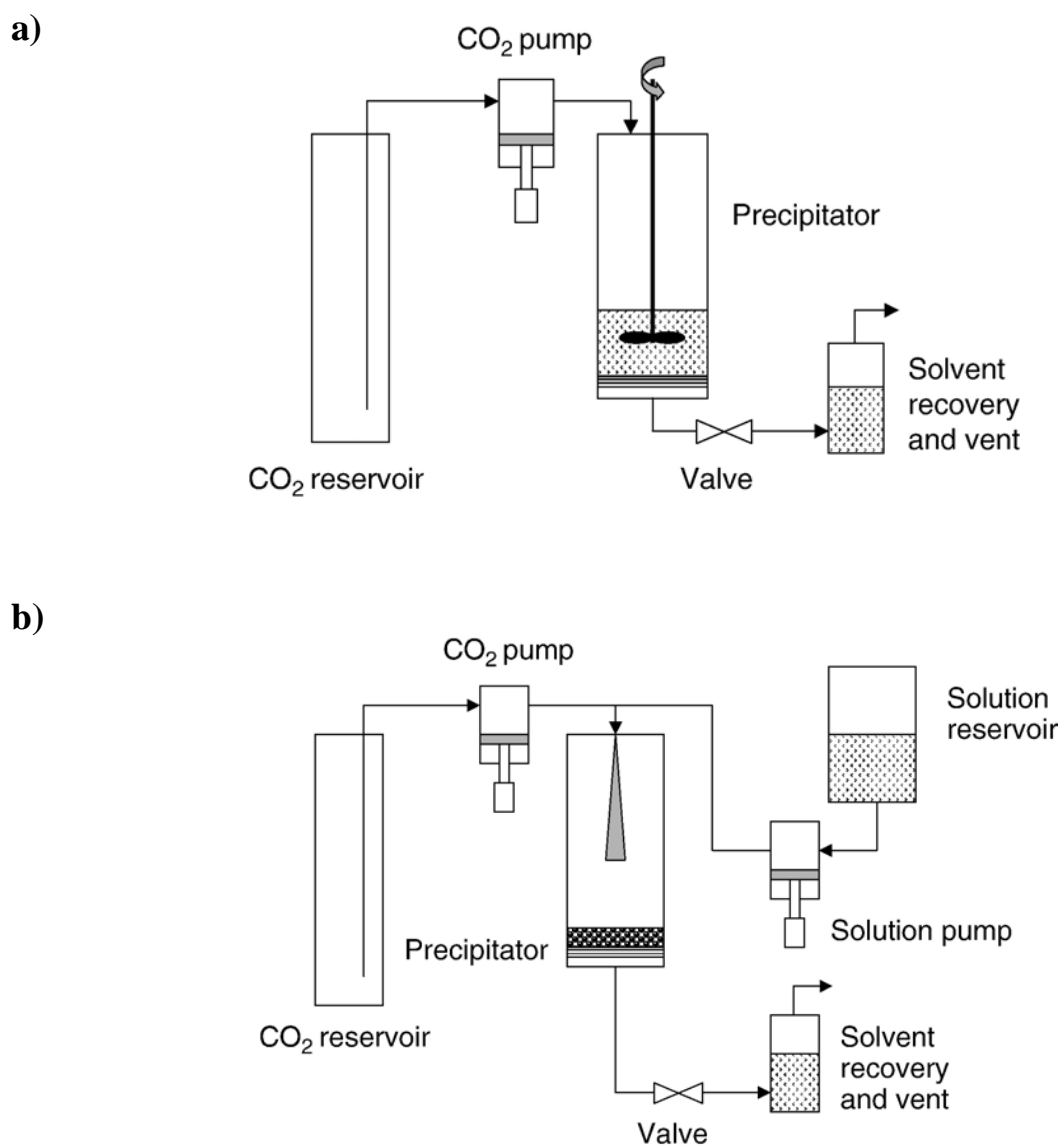 a)
CO₂ pump
Precipitator
Solvent
recovery
and vent
CO₂ reservoir
Valve
b)
CO₂ pump
Solution
reservoir
Precipitator
Solution pump
CO₂ reservoir
Solvent
recovery
and vent
Valve